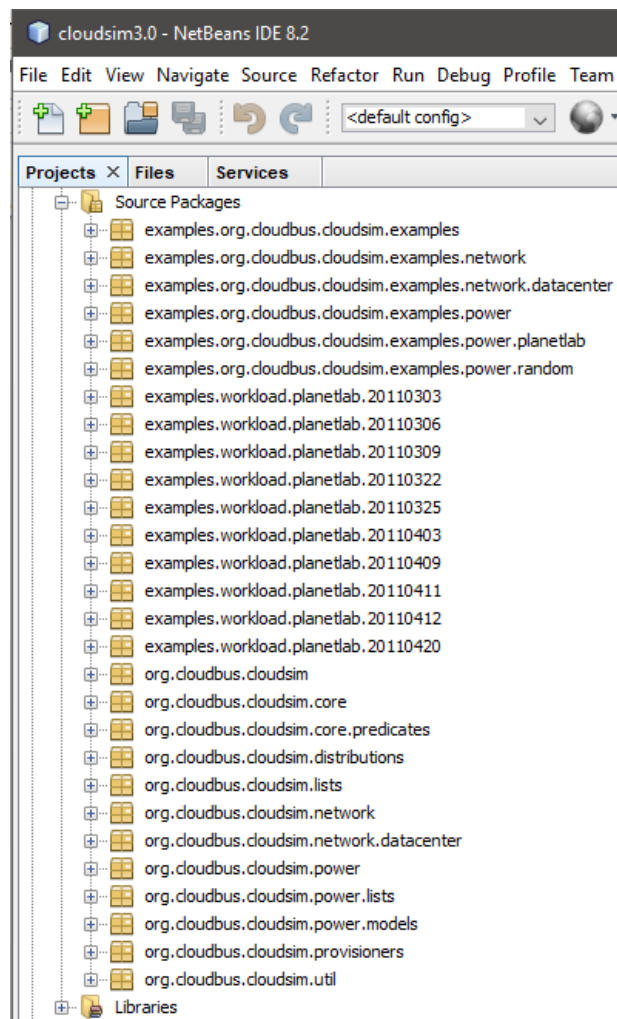 cloudsim3.0 - NetBeans IDE 8.2
File Edit View Navigate Source Refactor Run Debug Profile Team
<default config>
Projects × Files Services
Source Packages
examples.org.cloudbus.cloudsim.examples
examples.org.cloudbus.cloudsim.examples.network
examples.org.cloudbus.cloudsim.examples.network.datacenter
examples.org.cloudbus.cloudsim.examples.power
examples.org.cloudbus.cloudsim.examples.power.planetlab
examples.org.cloudbus.cloudsim.examples.power.random
examples.workload.planetlab.20110303
examples.workload.planetlab.20110306
examples.workload.planetlab.20110309
examples.workload.planetlab.20110322
examples.workload.planetlab.20110325
examples.workload.planetlab.20110403
examples.workload.planetlab.20110409
examples.workload.planetlab.20110411
examples.workload.planetlab.20110412
examples.workload.planetlab.20110420
org.cloudbus.cloudsim
org.cloudbus.cloudsim.core
org.cloudbus.cloudsim.core.predicates
org.cloudbus.cloudsim.distributions
org.cloudbus.cloudsim.lists
org.cloudbus.cloudsim.network
org.cloudbus.cloudsim.network.datacenter
org.cloudbus.cloudsim.power
org.cloudbus.cloudsim.power.lists
org.cloudbus.cloudsim.power.models
org.cloudbus.cloudsim.provisioners
org.cloudbus.cloudsim.util
Libraries